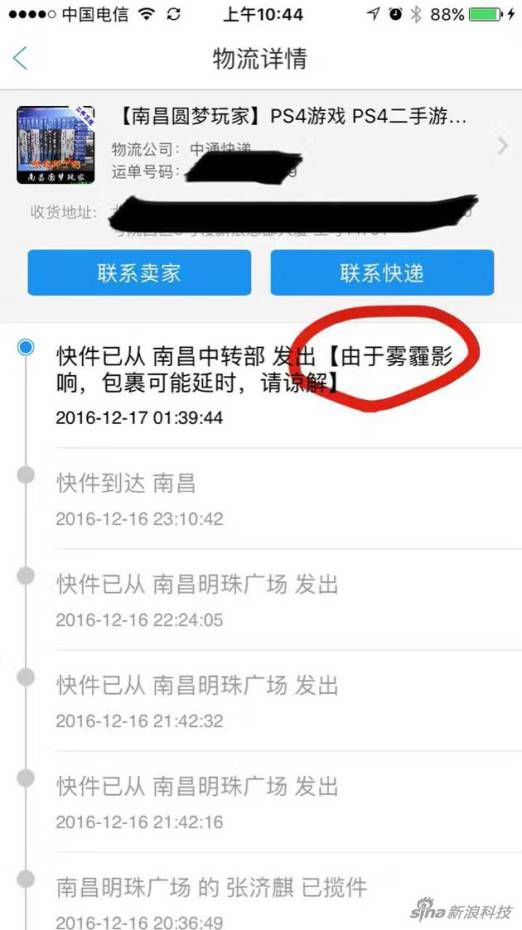 中国电信 上午10:44 88%
物流详情
【南昌圆梦玩家】PS4游戏 PS4二手游...
物流公司：中通快递
运单号码：
南昌圆梦玩家
收货地址：
联系卖家 联系快递
快件已从 南昌中转部 发出【由于雾霾影
响，包裹可能延时，请谅解】
2016-12-17 01:39:44
快件到达 南昌
2016-12-16 23:10:42
快件已从 南昌明珠广场 发出
2016-12-16 22:24:05
快件已从 南昌明珠广场 发出
2016-12-16 21:42:32
快件已从 南昌明珠广场 发出
2016-12-16 21:42:16
南昌明珠广场 的 张济麒 已揽件
2016-12-16 20:36:49
sina新浪科技